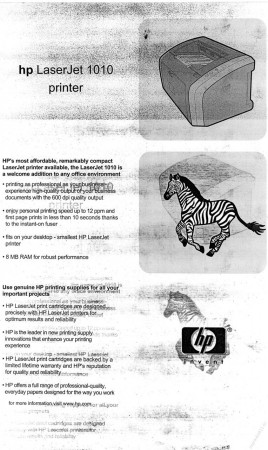 hp LaserJet 1010
printer
HP's most affordable, remarkably compact
LaserJet printer available, the LaserJet 1010 is
a welcome addition to any office environment
• printing as professional as your business -
experience high-quality output of your business
documents with the 600 dpi quality output
printer
• enjoy personal printing speed up to 12 ppm and
first page prints in less than 10 seconds thanks
to the instant-on fuser
• fits on your desktop - smallest HP LaserJet
printer
• 8 MB RAM for robust performance
Use genuine HP printing supplies for all your
important projects
• HP LaserJet print cartridges are designed
precisely with HP LaserJet printers for
optimum results and reliability
• HP is the leader in new printing supply
innovations that enhance your printing
experience
• HP LaserJet print cartridges are backed by a
limited lifetime warranty and HP's reputation
for quality and reliability
• HP offers a full range of professional-quality,
everyday papers designed for the way you work
for more information visit www.hp.com
hp
invent